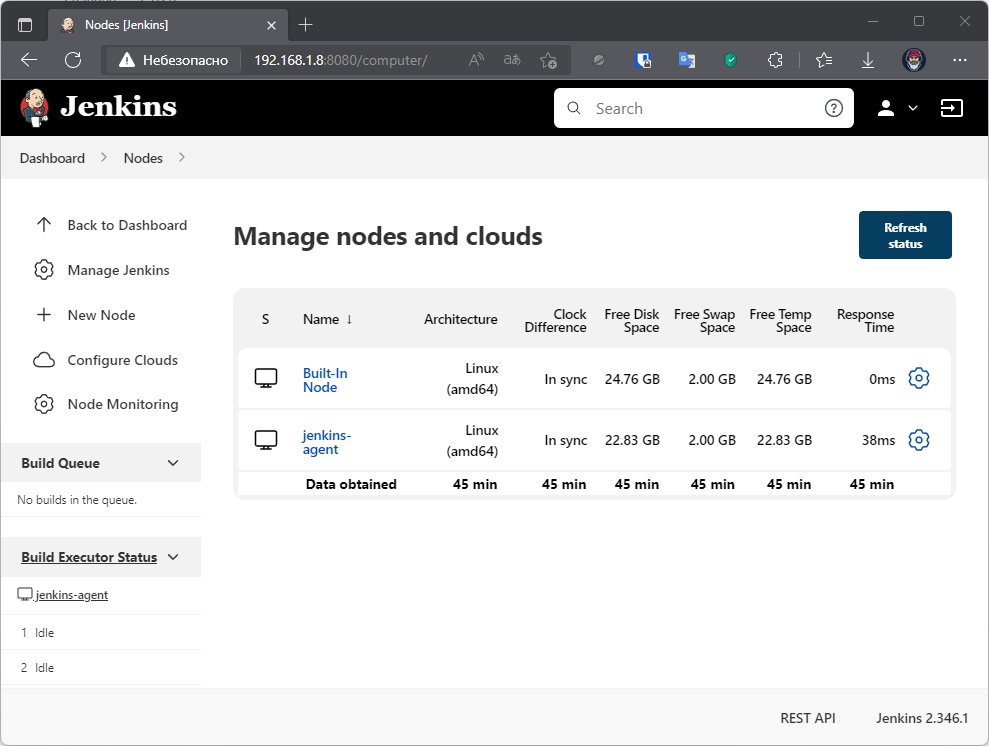 Nodes [Jenkins]
Небезопасно 192.168.1.8:8080/computer/
Jenkins
Search
Dashboard
Nodes
Back to Dashboard
Manage Jenkins
New Node
Configure Clouds
Node Monitoring
Build Queue
No builds in the queue.
Build Executor Status
jenkins-agent
1 Idle
2 Idle
Manage nodes and clouds
Refresh
status
S Name ↓ Architecture Clock Difference Free Disk Space Free Swap Space Free Temp Space Response Time
Built-In Node Linux (amd64) In sync 24.76 GB 2.00 GB 24.76 GB 0ms
jenkins-agent Linux (amd64) In sync 22.83 GB 2.00 GB 22.83 GB 38ms
Data obtained 45 min 45 min 45 min 45 min 45 min 45 min
REST API
Jenkins 2.346.1